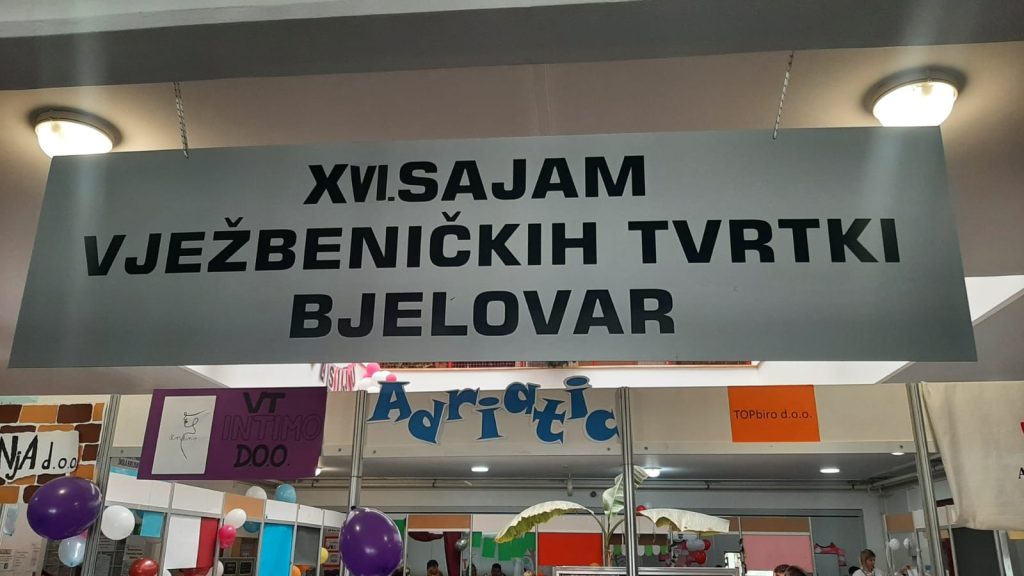 XVI. SAJAM
VJEŽBENIČKIH TVRTKI
BJELOVAR
VT
INTIMO
D.O.O.
Adriatic
TOPbiro d.o.o.
d.o.o